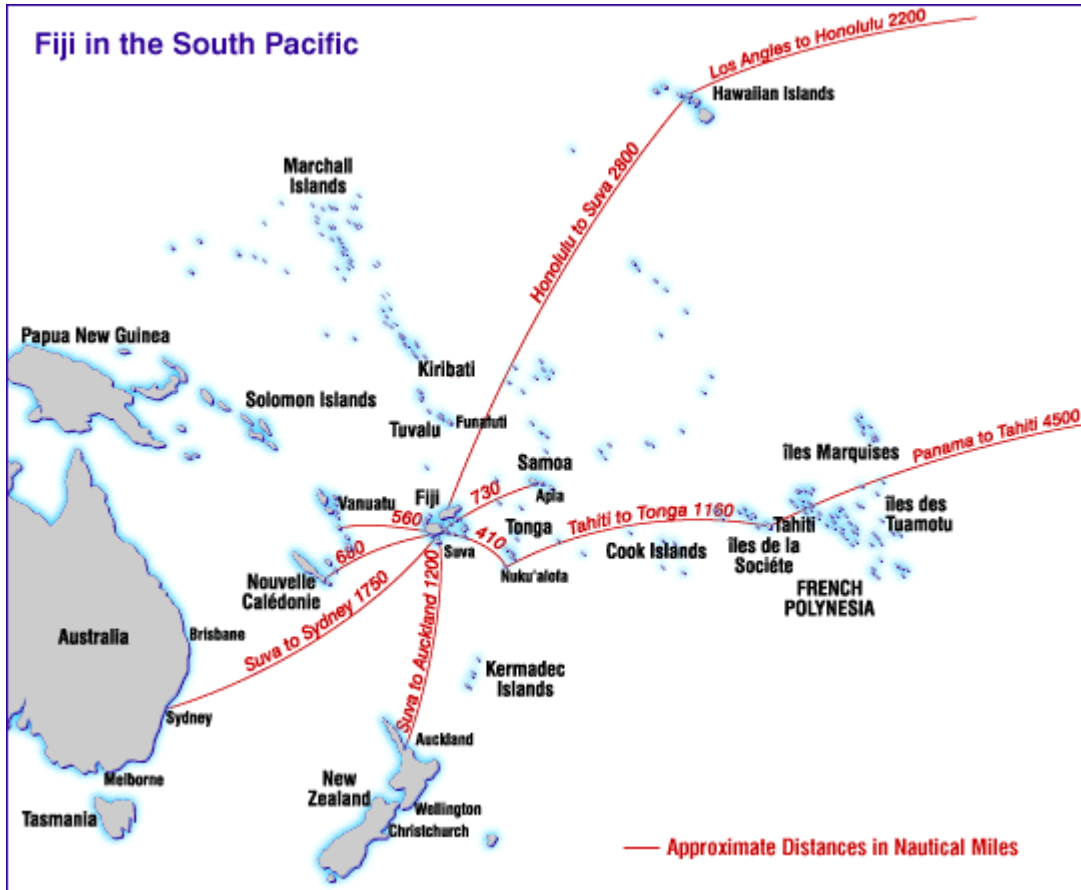 Fiji in the South Pacific
Los Angles to Honolulu 2200
Hawaiian Islands
Marchall
Islands
Honolulu to Suva 2800
Papua New Guinea
Kiribati
Solomon Islands
Tuvalu
Funafuti
îles Marquises
Panama to Tahiti 4500
Samoa
Apia
Vanuatu
Fiji
730
560
410
Tonga
Tahiti to Tonga 1160
Tahiti
îles des
Tuamotu
Suva
Cook Islands
îles de la
Sociéte
Nuku'alofa
Nouvelle
Calédonie
FRENCH
POLYNESIA
Australia
Brisbane
Suva to Sydney 1750
Suva to Auckland 1200
Kermadec
Islands
Sydney
Auckland
Melborne
New
Zealand
Tasmania
Wellington
Christchurch
Approximate Distances in Nautical Miles